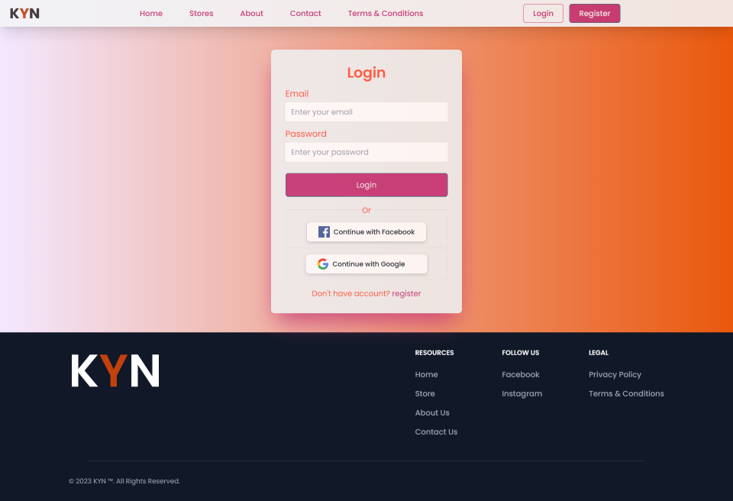 KYN
Home
Stores
About
Contact
Terms & Conditions
Login
Register
Login
Email
Enter your email
Password
Enter your password
Login
Or
Continue with Facebook
Continue with Google
Don't have account? register
KYN
RESOURCES
Home
Store
About Us
Contact Us
FOLLOW US
Facebook
Instagram
LEGAL
Privacy Policy
Terms & Conditions
© 2023 KYN ™. All Rights Reserved.